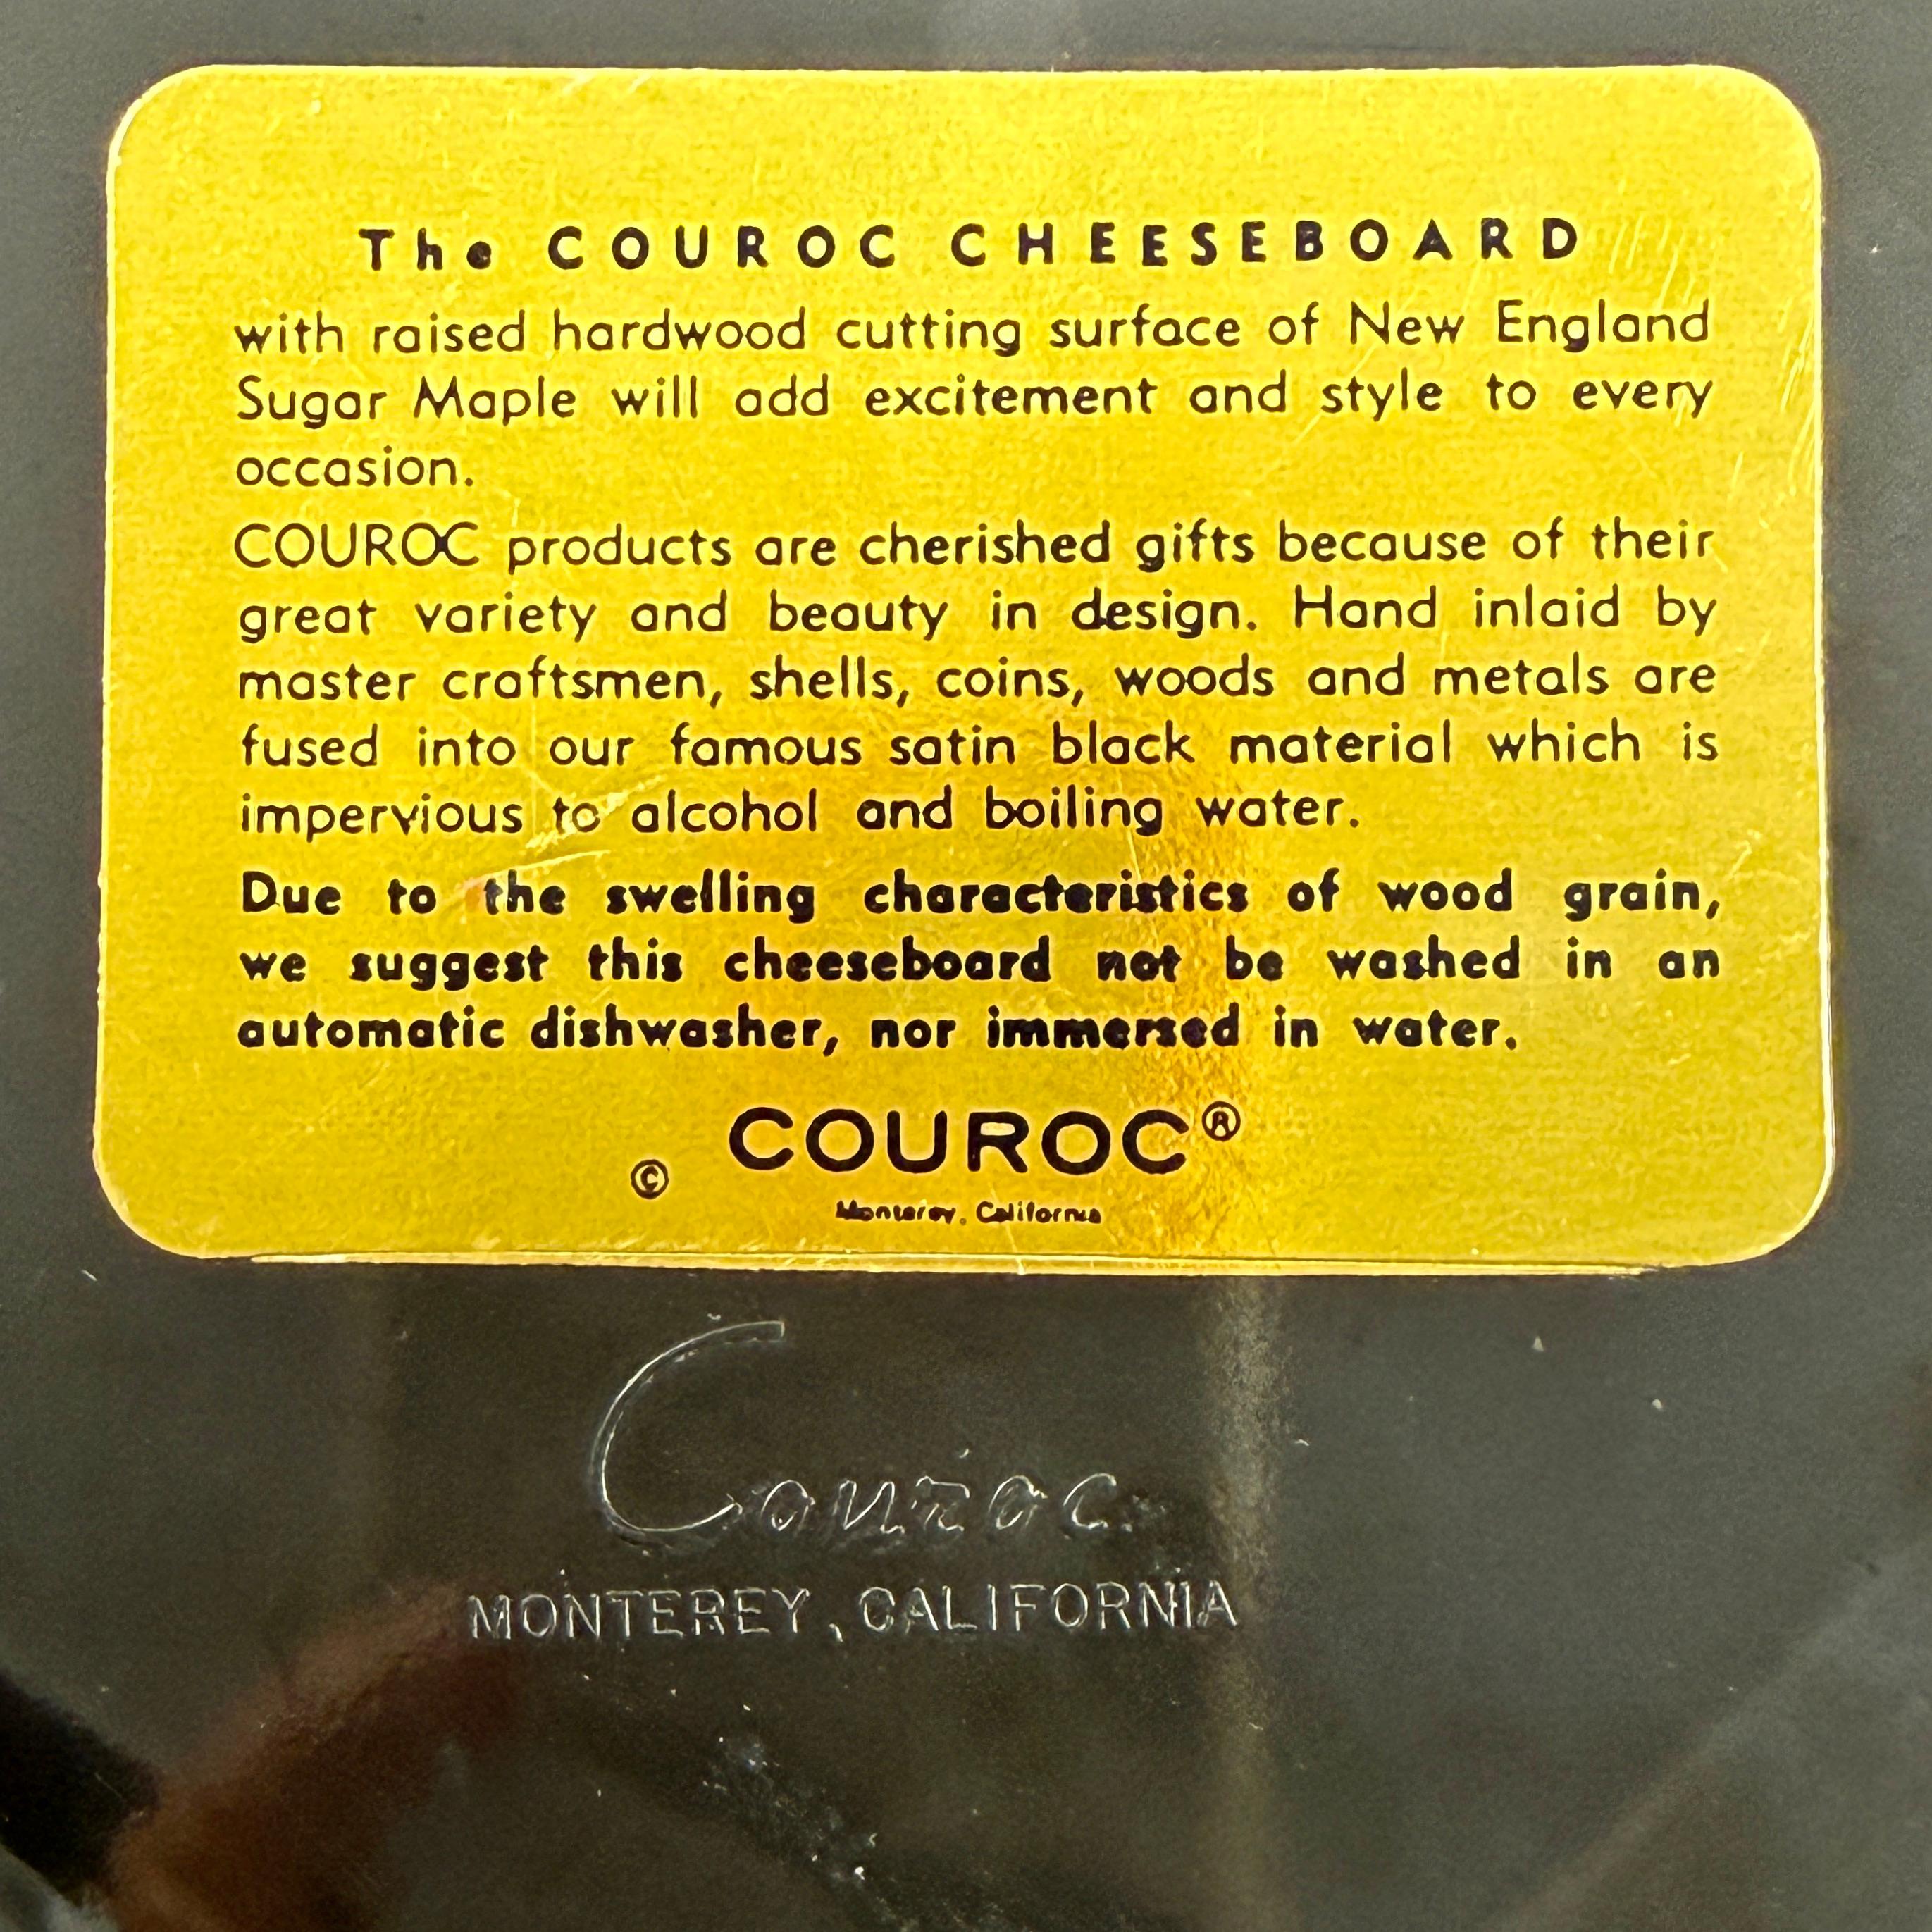 The COUROC CHEESEBOARD
with raised hardwood cutting surface of New England
Sugar Maple will add excitement and style to every
occasion.
COUROC products are cherished gifts because of their
great variety and beauty in design. Hand inlaid by
master craftsmen, shells, coins, woods and metals are
fused into our famous satin black material which is
impervious to alcohol and boiling water.
Due to the swelling characteristics of wood grain,
we suggest this cheeseboard not be washed in an
automatic dishwasher, nor immersed in water.
© COUROC®
Monterey, California
Couroc
MONTEREY, CALIFORNIA